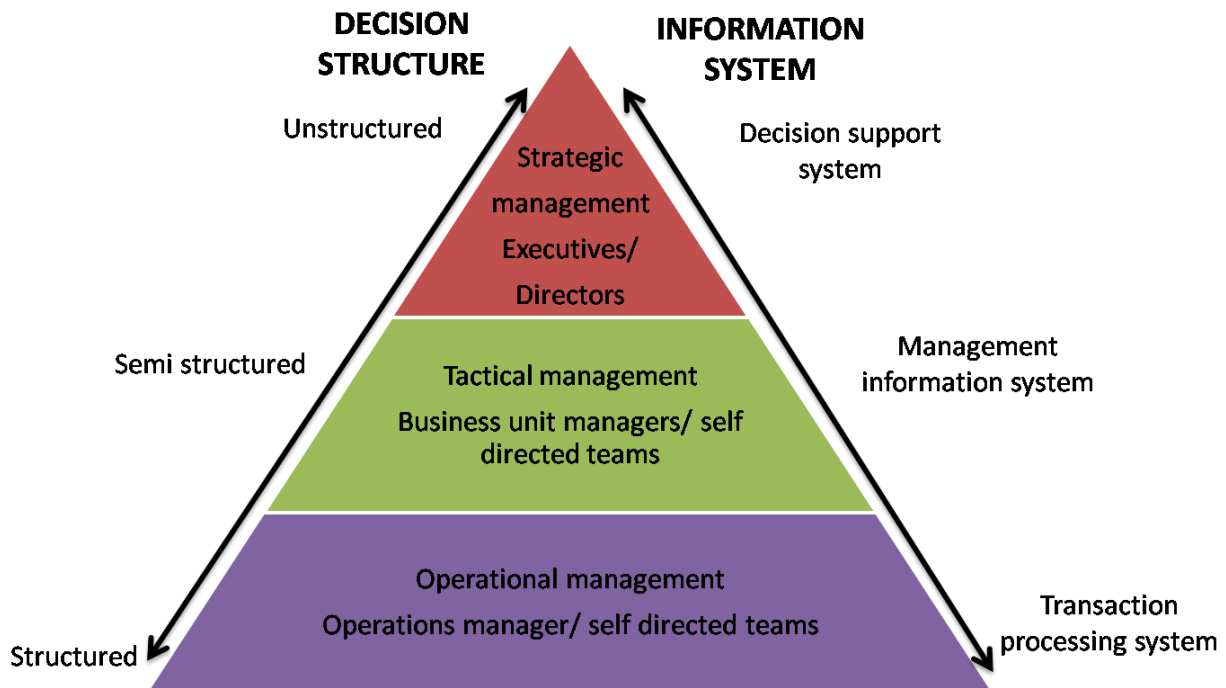 DECISION
STRUCTURE
INFORMATION
SYSTEM
Unstructured
Decision support
system
Strategic
management
Executives/
Directors
Semi structured
Management
information system
Tactical management
Business unit managers/ self
directed teams
Operational management
Operations manager/ self directed teams
Structured
Transaction
processing system